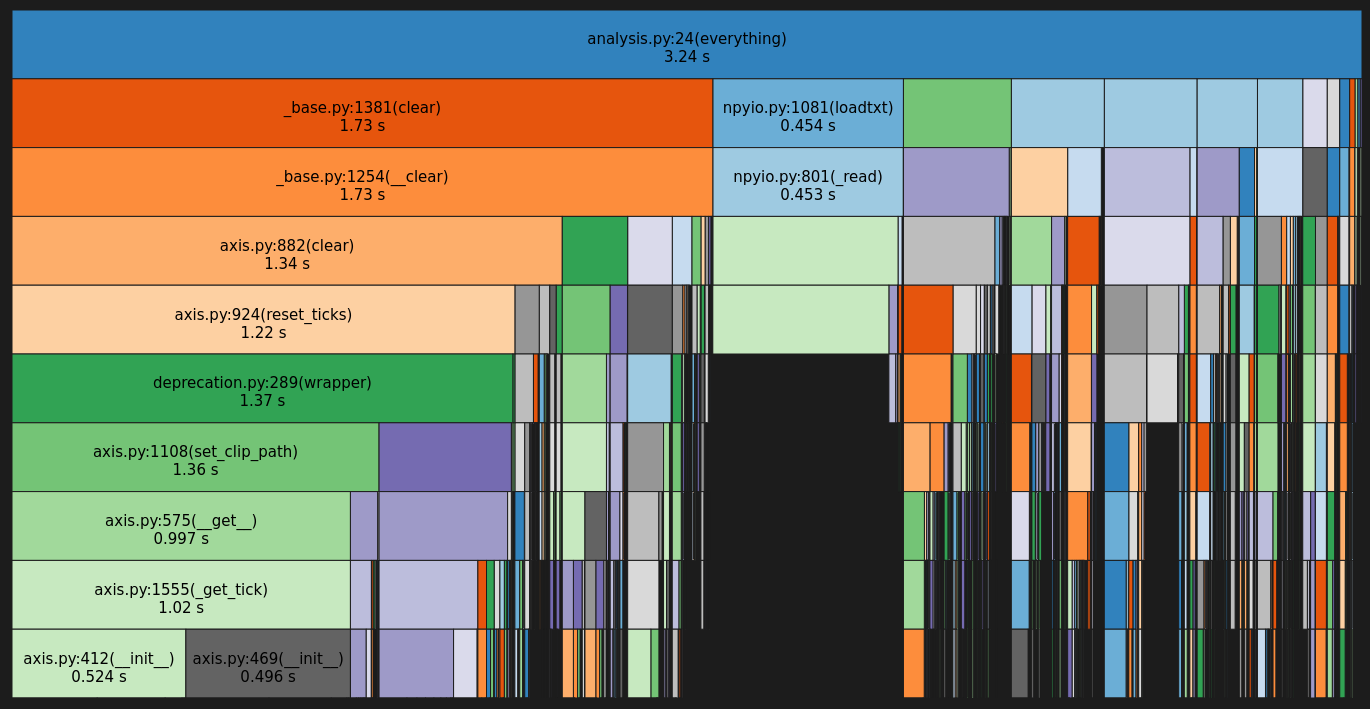 analysis.py:24(everything)
3.24 s
_base.py:1381(clear)
1.73 s
npyio.py:1081(loadtxt)
0.454 s
_base.py:1254(__clear)
1.73 s
npyio.py:801(_read)
0.453 s
axis.py:882(clear)
1.34 s
axis.py:924(reset_ticks)
1.22 s
deprecation.py:289(wrapper)
1.37 s
axis.py:1108(set_clip_path)
1.36 s
axis.py:575(__get__)
0.997 s
axis.py:1555(_get_tick)
1.02 s
axis.py:412(__init__)
0.524 s
axis.py:469(__init__)
0.496 s